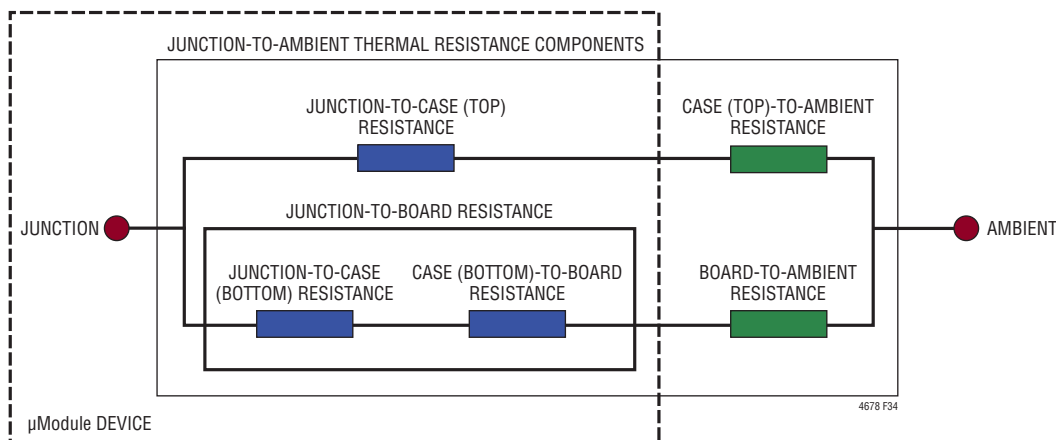 JUNCTION-TO-AMBIENT THERMAL RESISTANCE COMPONENTS
JUNCTION-TO-CASE (TOP)
RESISTANCE
CASE (TOP)-TO-AMBIENT
RESISTANCE
JUNCTION
JUNCTION-TO-BOARD RESISTANCE
AMBIENT
JUNCTION-TO-CASE
(BOTTOM) RESISTANCE
CASE (BOTTOM)-TO-BOARD
RESISTANCE
BOARD-TO-AMBIENT
RESISTANCE
4678 F34
µModule DEVICE